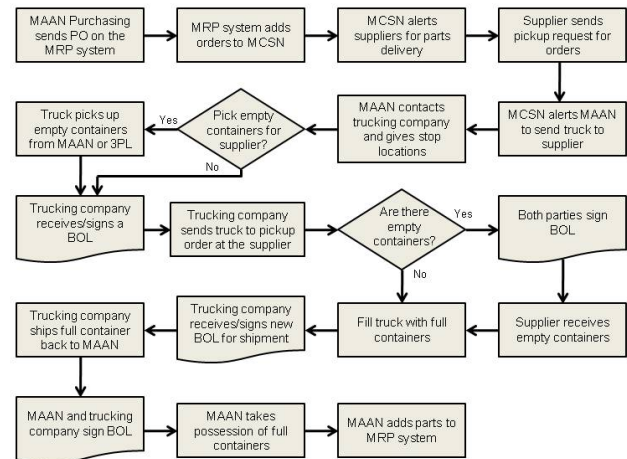 MAAN Purchasing
sends PO on the
MRP system
MRP system adds
orders to MCSN
MCSN alerts
suppliers for parts
delivery
Supplier sends
pickup request for
orders
Truck picks up
empty containers
from MAAN or 3PL
Yes
Pick empty
containers for
supplier?
No
MAAN contacts
trucking company
and gives stop
locations
MCSN alerts MAAN
to send truck to
supplier
Trucking company
receives/signs a
BOL
Trucking company
sends truck to pickup
order at the supplier
Are there
empty
containers?
Yes
No
Both parties sign
BOL
Trucking company
ships full container
back to MAAN
Trucking company
receives/signs new
BOL for shipment
Fill truck with full
containers
Supplier receives
empty containers
MAAN and trucking
company sign BOL
MAAN takes
possession of full
containers
MAAN adds parts to
MRP system